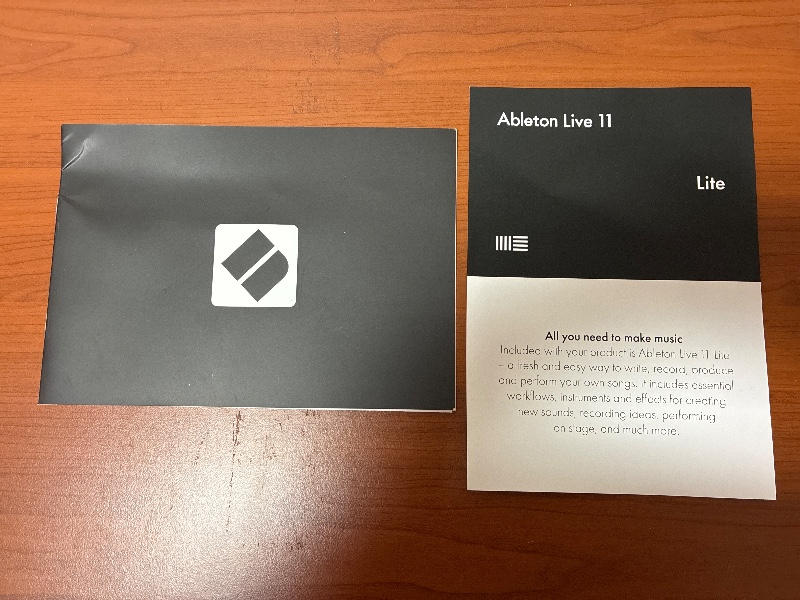 Ableton Live 11
Lite
All you need to make music
Included with your product is Ableton Live 11 Lite
– a fresh and easy way to write, record, produce
and perform your own songs. It includes essential
workflows, instruments and effects for creating
new sounds, recording ideas, performing
on stage, and much more.